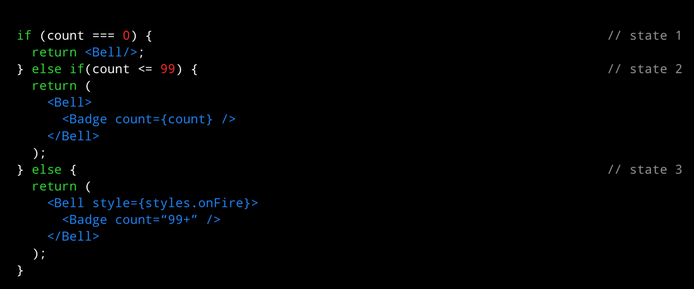 if (count === 0) { // state 1
return <Bell/>;
} else if(count <= 99) { // state 2
return (
<Bell>
<Badge count={count} />
</Bell>
);
} else { // state 3
return (
<Bell style={styles.onFire}>
<Badge count=“99+” />
</Bell>
);
}